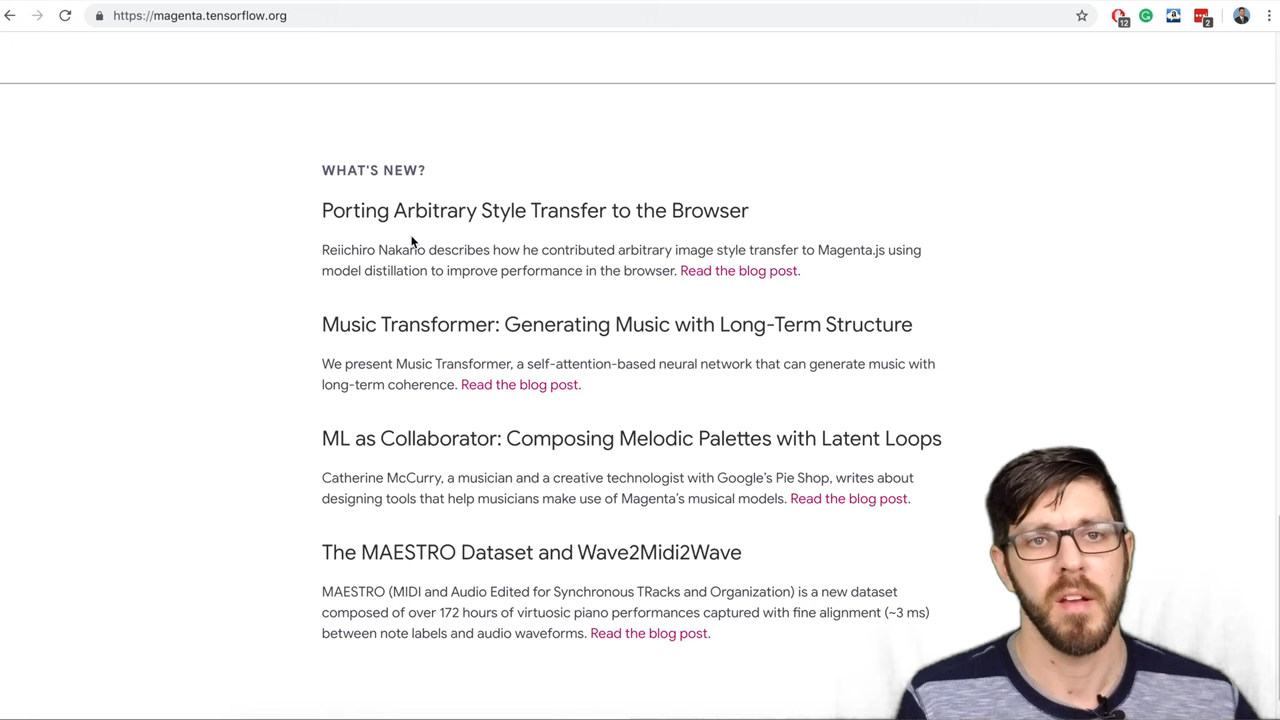 https://magenta.tensorflow.org
12
2
WHAT'S NEW?
Porting Arbitrary Style Transfer to the Browser
Reiichiro Nakano describes how he contributed arbitrary image style transfer to Magenta.js using
model distillation to improve performance in the browser. Read the blog post.
Music Transformer: Generating Music with Long-Term Structure
We present Music Transformer, a self-attention-based neural network that can generate music with
long-term coherence. Read the blog post.
ML as Collaborator: Composing Melodic Palettes with Latent Loops
Catherine McCurry, a musician and a creative technologist with Google’s Pie Shop, writes about
designing tools that help musicians make use of Magenta’s musical models. Read the blog post.
The MAESTRO Dataset and Wave2Midi2Wave
MAESTRO (MIDI and Audio Edited for Synchronous TRacks and Organization) is a new dataset
composed of over 172 hours of virtuosic piano performances captured with fine alignment (~3 ms)
between note labels and audio waveforms. Read the blog post.